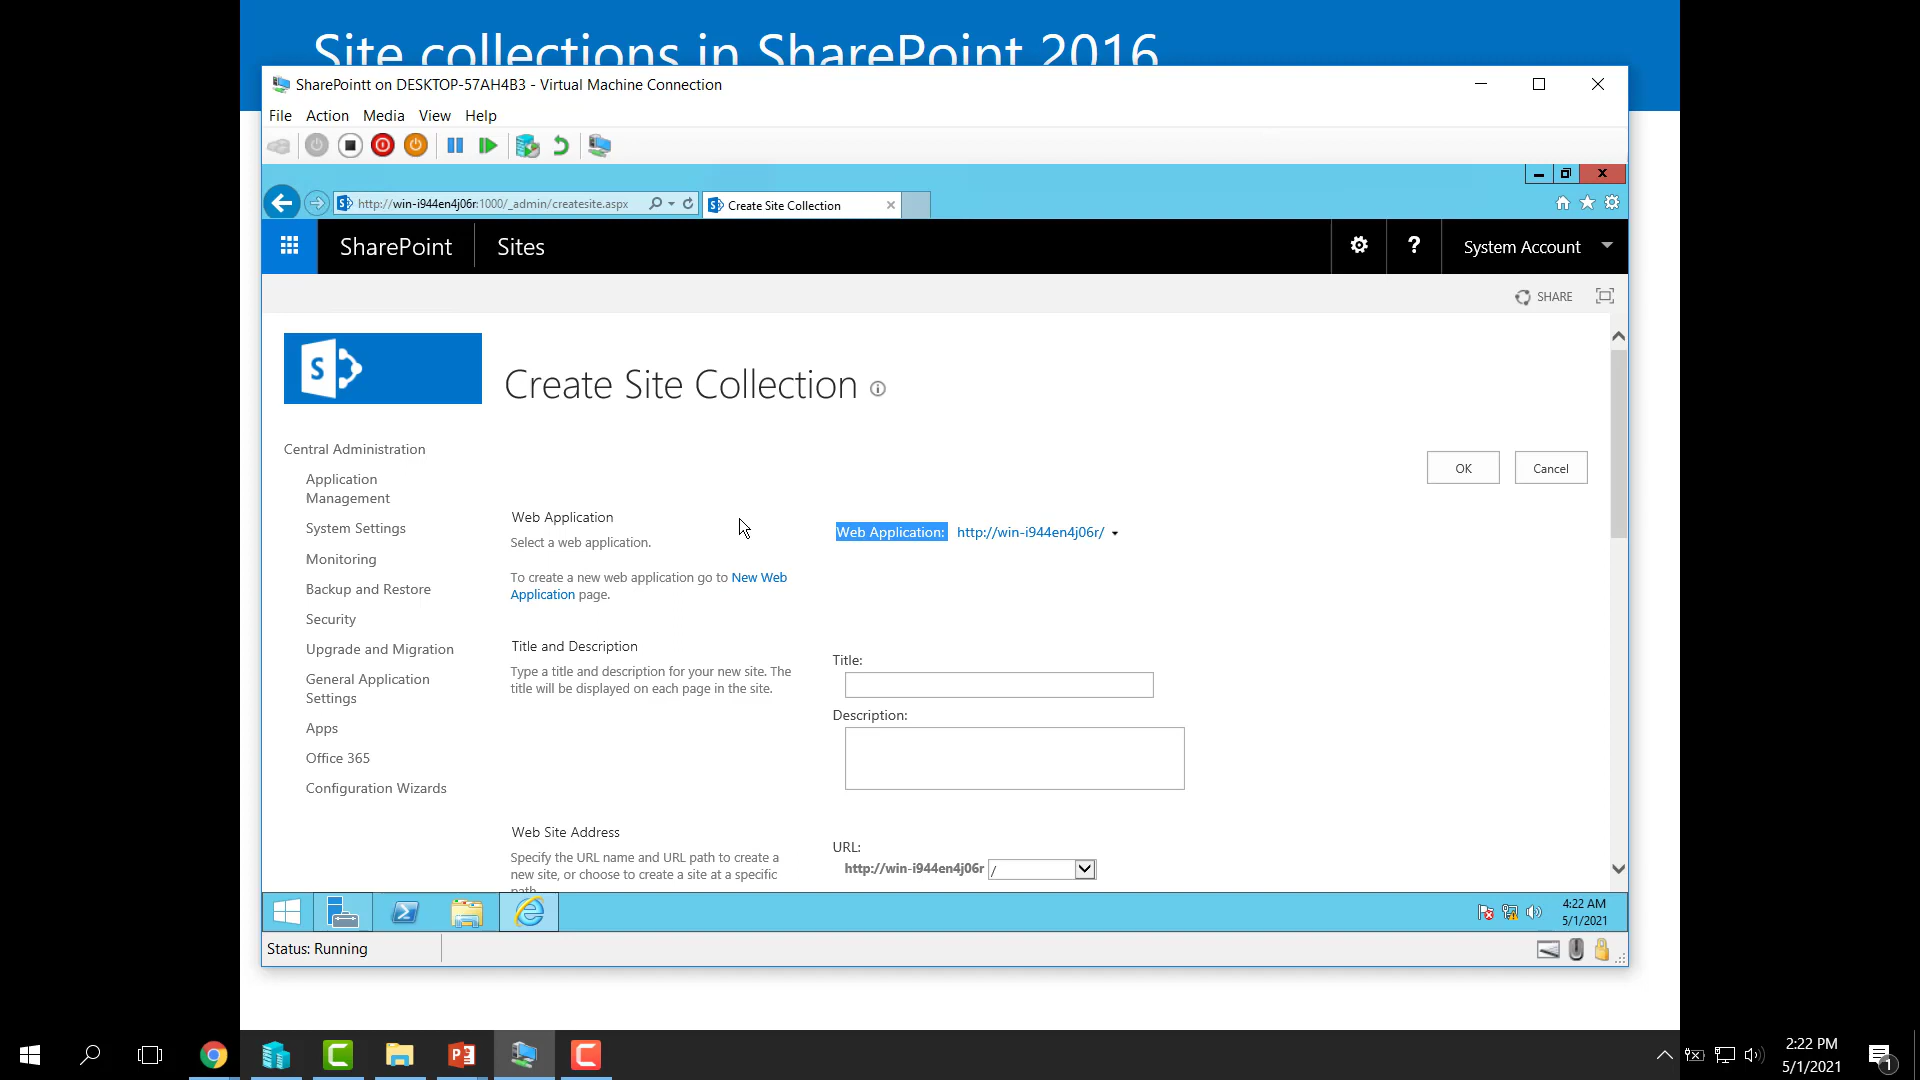 Site collections in SharePoint 2016
SharePointt on DESKTOP-57AH4B3 - Virtual Machine Connection
File Action Media View Help
http://win-i944en4j06r:1000/_admin/createsite.aspx
Create Site Collection
SharePoint Sites
? System Account
SHARE
S
Create Site Collection
Central Administration
Application
Management
System Settings
Monitoring
Backup and Restore
Security
Upgrade and Migration
General Application
Settings
Apps
Office 365
Configuration Wizards
OK Cancel
Web Application
Select a web application.
To create a new web application go to New Web
Application page.
Web Application: http://win-i944en4j06r/
Title and Description
Type a title and description for your new site. The
title will be displayed on each page in the site.
Title:
Description:
Web Site Address
Specify the URL name and URL path to create a
new site, or choose to create a site at a specific
path.
URL:
http://win-i944en4j06r /
4:22 AM
5/1/2021
Status: Running
2:22 PM
5/1/2021
1